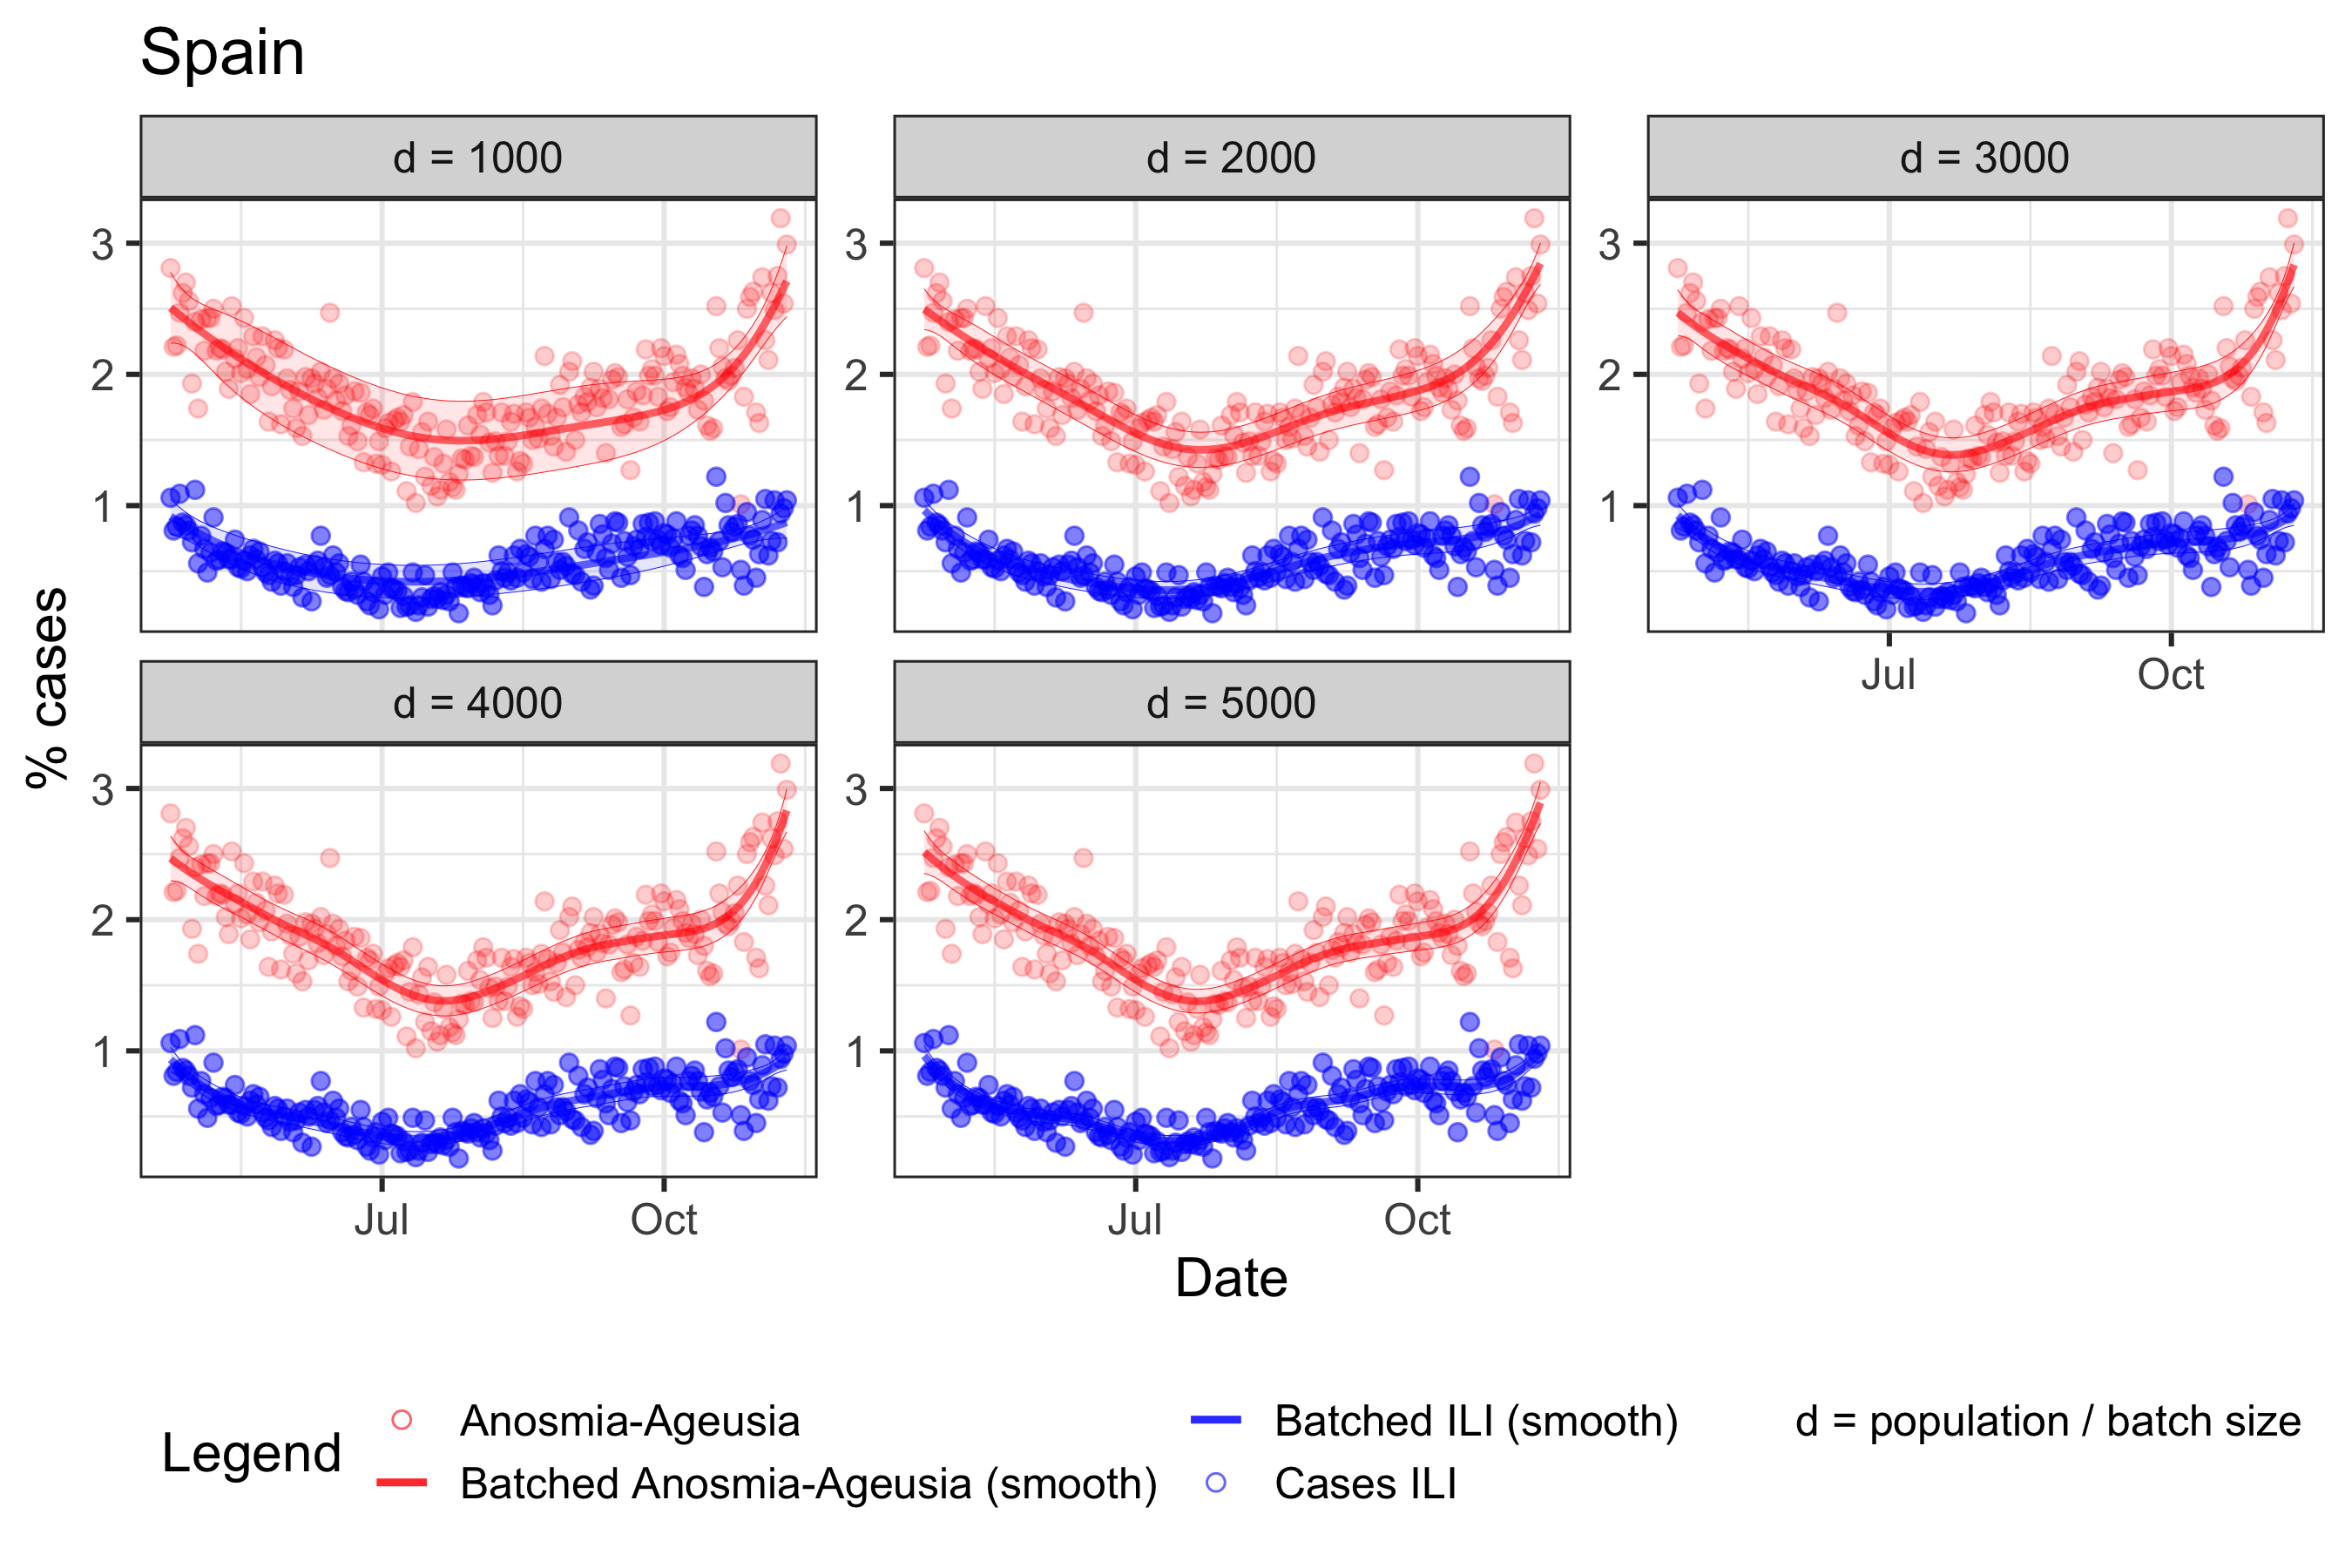 Spain
d = 1000
d = 2000
d = 3000
3
2
1
3
2
1
3
2
1
Jul
Oct
% cases
d = 4000
d = 5000
3
2
1
3
2
1
Jul
Oct
Jul
Oct
Date
Legend
Anosmia-Ageusia
Batched Anosmia-Ageusia (smooth)
Batched ILI (smooth)
Cases ILI
d = population / batch size